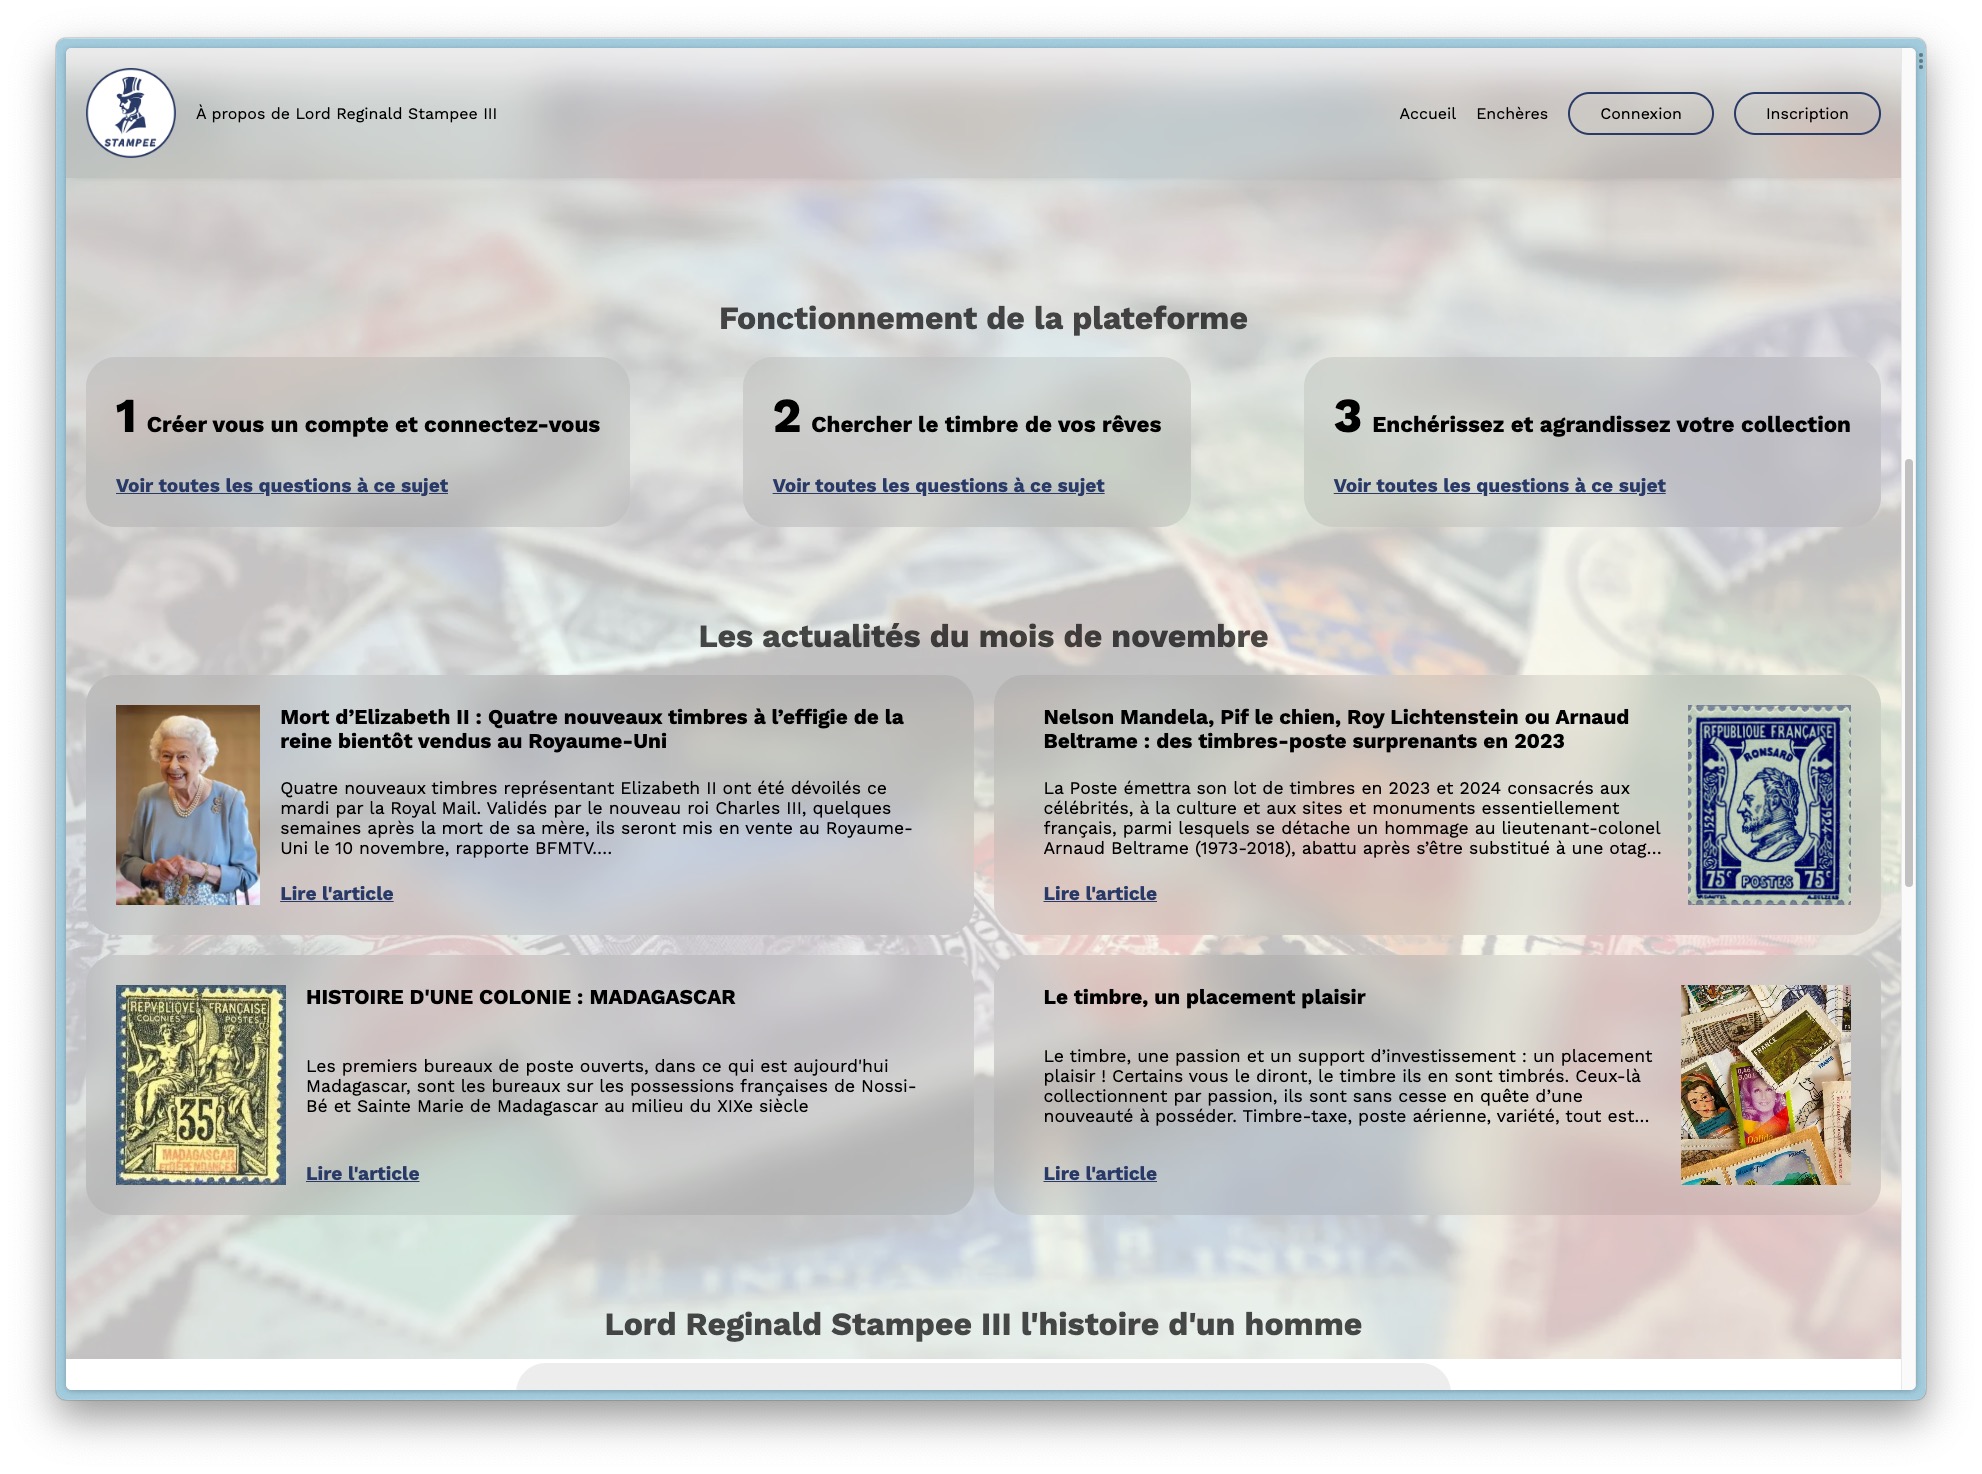 STAMPEE
À propos de Lord Reginald Stampee III
Accueil
Enchères
Connexion
Inscription
Fonctionnement de la plateforme
1 Créer vous un compte et connectez-vous
Voir toutes les questions à ce sujet
2 Chercher le timbre de vos rêves
Voir toutes les questions à ce sujet
3 Enchérissez et agrandissez votre collection
Voir toutes les questions à ce sujet
Les actualités du mois de novembre
Mort d’Elizabeth II : Quatre nouveaux timbres à l’effigie de la
reine bientôt vendus au Royaume-Uni
Quatre nouveaux timbres représentant Elizabeth II ont été dévoilés ce
mardi par la Royal Mail. Validés par le nouveau roi Charles III, quelques
semaines après la mort de sa mère, ils seront mis en vente au Royaume-
Uni le 10 novembre, rapporte BFMTV....
Lire l'article
Nelson Mandela, Pif le chien, Roy Lichtenstein ou Arnaud
Beltrame : des timbres-poste surprenants en 2023
La Poste émettra son lot de timbres en 2023 et 2024 consacrés aux
célébrités, à la culture et aux sites et monuments essentiellement
français, parmi lesquels se détache un hommage au lieutenant-colonel
Arnaud Beltrame (1973-2018), abattu après s’être substitué à une otag...
Lire l'article
REPUBLIQUE FRANÇAISE
RONSARD
1524
1924
75c POSTES 75c
HISTOIRE D'UNE COLONIE : MADAGASCAR
Les premiers bureaux de poste ouverts, dans ce qui est aujourd'hui
Madagascar, sont les bureaux sur les possessions françaises de Nossi-
Bé et Sainte Marie de Madagascar au milieu du XIXe siècle
Lire l'article
REPVBLIQVE FRANÇAISE
COLONIES POSTES
35
MADAGASCAR
ET DÉPENDANCES
Le timbre, un placement plaisir
Le timbre, une passion et un support d’investissement : un placement
plaisir ! Certains vous le diront, le timbre ils en sont timbrés. Ceux-là
collectionnent par passion, ils sont sans cesse en quête d’une
nouveauté à posséder. Timbre-taxe, poste aérienne, variété, tout est...
Lire l'article
FRANCE
Dalida
INDIA
INDIA
Lord Reginald Stampee III l'histoire d'un homme